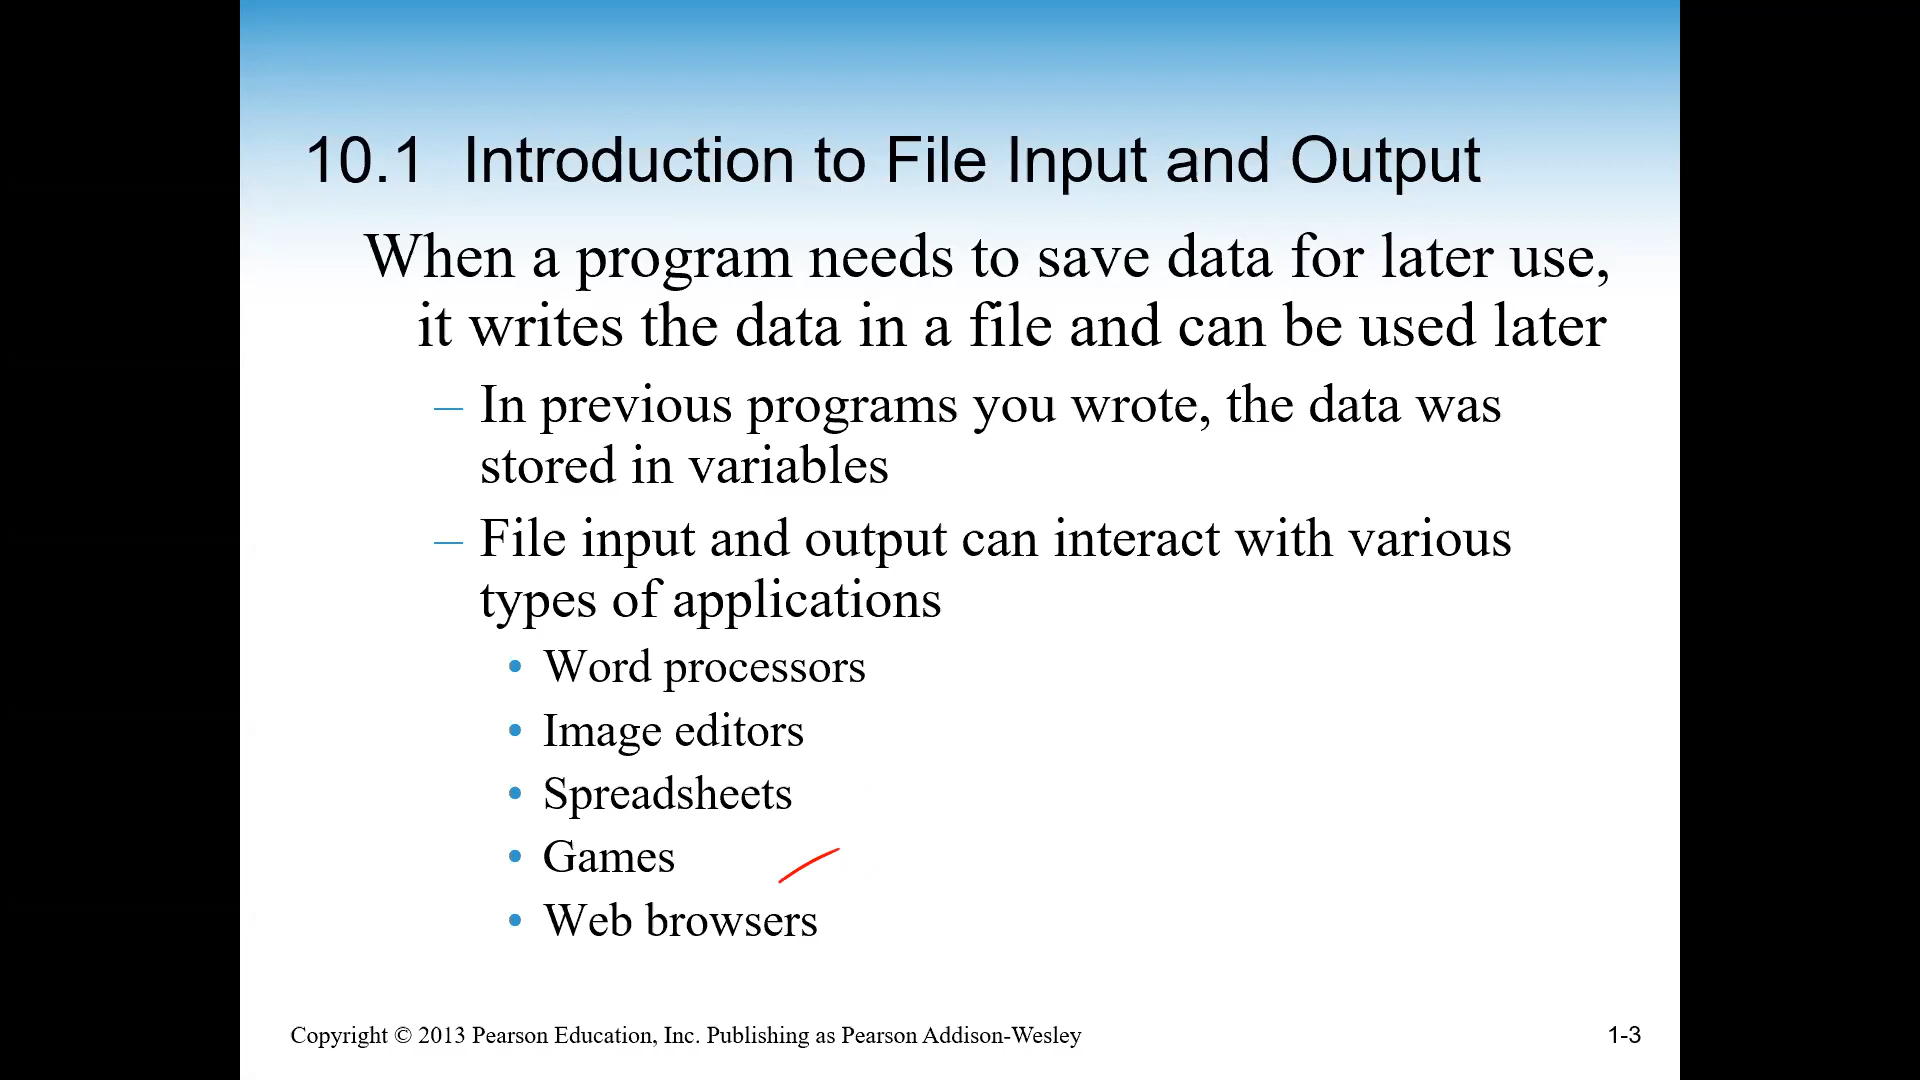 10.1 Introduction to File Input and Output
When a program needs to save data for later use,
it writes the data in a file and can be used later
– In previous programs you wrote, the data was
stored in variables
– File input and output can interact with various
types of applications
• Word processors
• Image editors
• Spreadsheets
• Games
• Web browsers
Copyright © 2013 Pearson Education, Inc. Publishing as Pearson Addison-Wesley
1-3